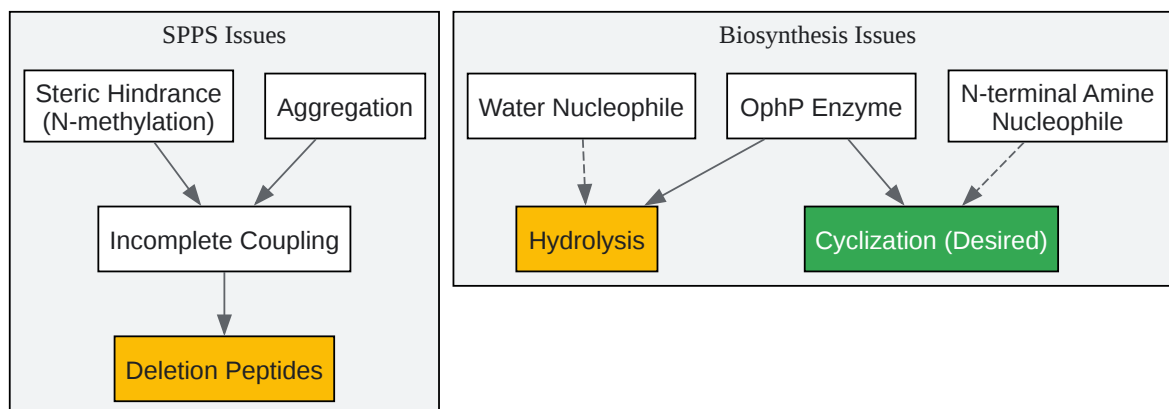 SPPS Issues
Steric Hindrance
(N-methylation)
Aggregation
Incomplete Coupling
Deletion Peptides
Biosynthesis Issues
Water Nucleophile
OphP Enzyme
N-terminal Amine
Nucleophile
Hydrolysis
Cyclization (Desired)